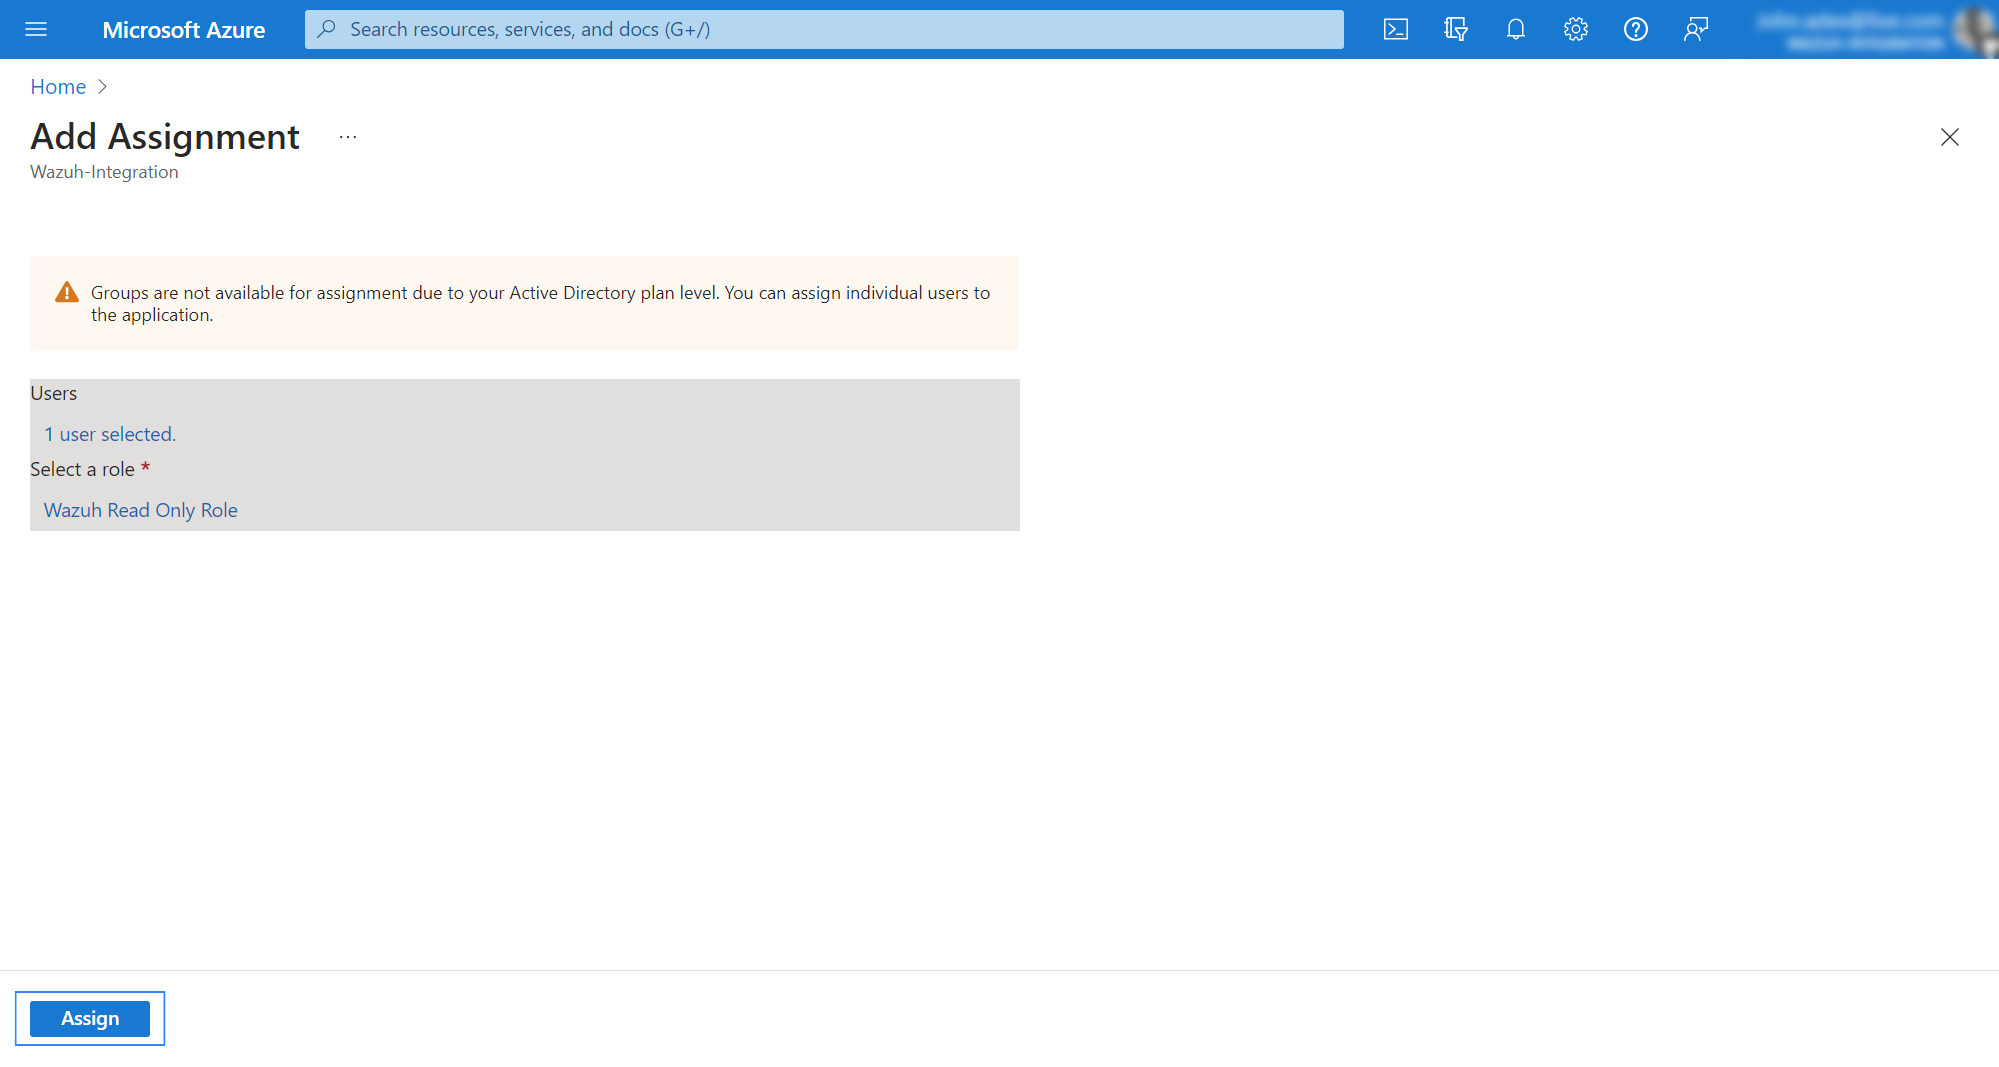 Microsoft Azure
Search resources, services, and docs (G+/)
Home
Add Assignment
Wazuh-Integration
Groups are not available for assignment due to your Active Directory plan level. You can assign individual users to
the application.
Users
1 user selected.
Select a role *
Wazuh Read Only Role
Assign